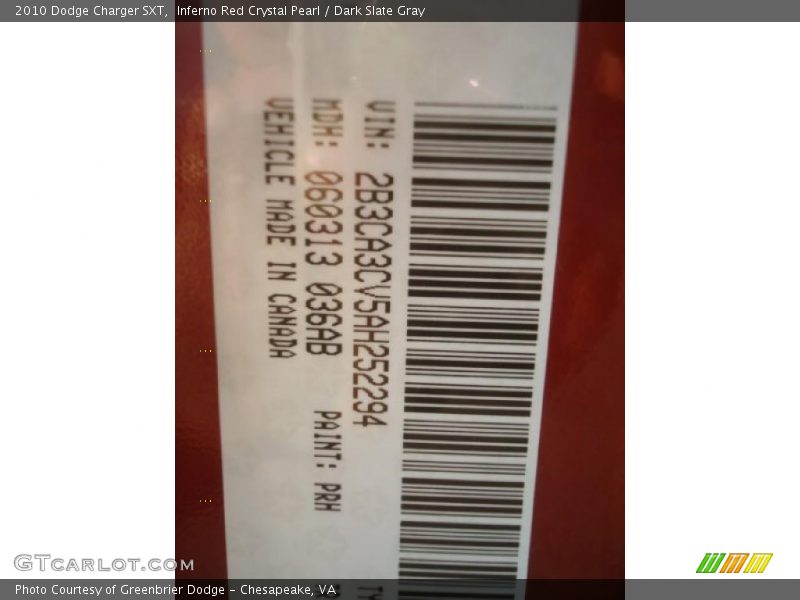 2010 Dodge Charger SXT, Inferno Red Crystal Pearl / Dark Slate Gray
VIN: 2B3CA3CV5AH252294
MDH: 060313 036AB PAINT: PRH
VEHICLE MADE IN CANADA
GTCARLOT.COM
Photo Courtesy of Greenbrier Dodge - Chesapeake, VA